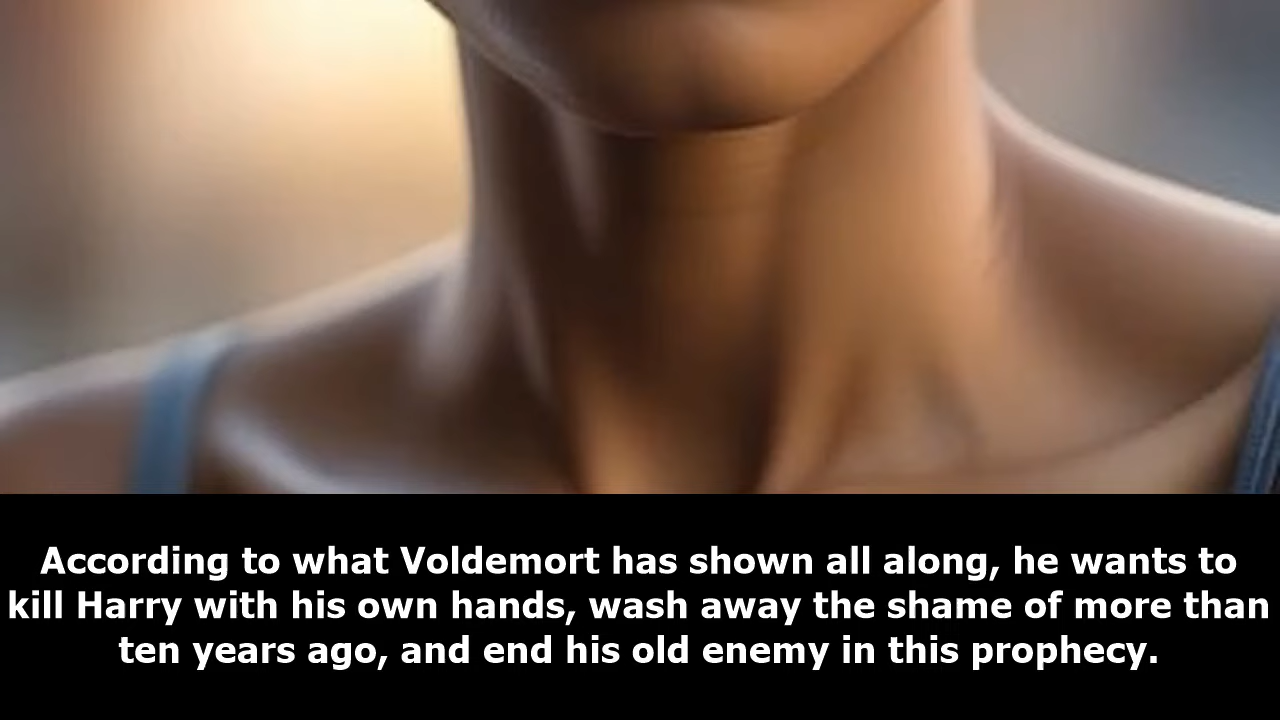 According to what Voldemort has shown all along, he wants to
kill Harry with his own hands, wash away the shame of more than
ten years ago, and end his old enemy in this prophecy.